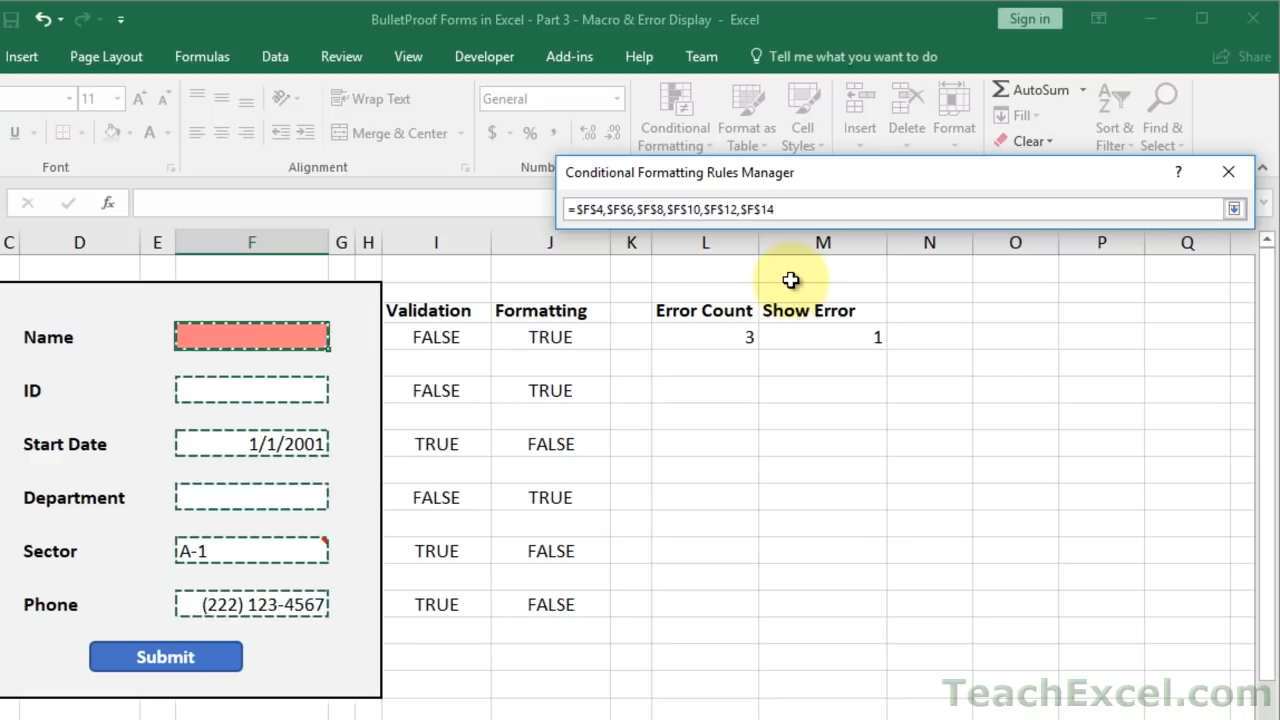 BulletProof Forms in Excel - Part 3 - Macro & Error Display - Excel
Sign in
Insert Page Layout Formulas Data Review View Developer Add-ins Help Team Tell me what you want to do Share
11 A A Wrap Text General AutoSum
U A Merge & Center $ % Conditional Formatting Format as Table Cell Styles Insert Format Fill Sort & Filter Find & Select
Clear
Font Alignment
Conditional Formatting Rules Manager ?
fx =$F$4,$F$6,$F$8,$F$10,$F$12,$F$14
C D E F G H I J K L M N O P Q
Validation Formatting Error Count Show Error
Name FALSE TRUE 3 1
ID FALSE TRUE
Start Date 1/1/2001 TRUE FALSE
Department FALSE TRUE
Sector A-1 TRUE FALSE
Phone (222) 123-4567 TRUE FALSE
Submit
TeachExcel.com